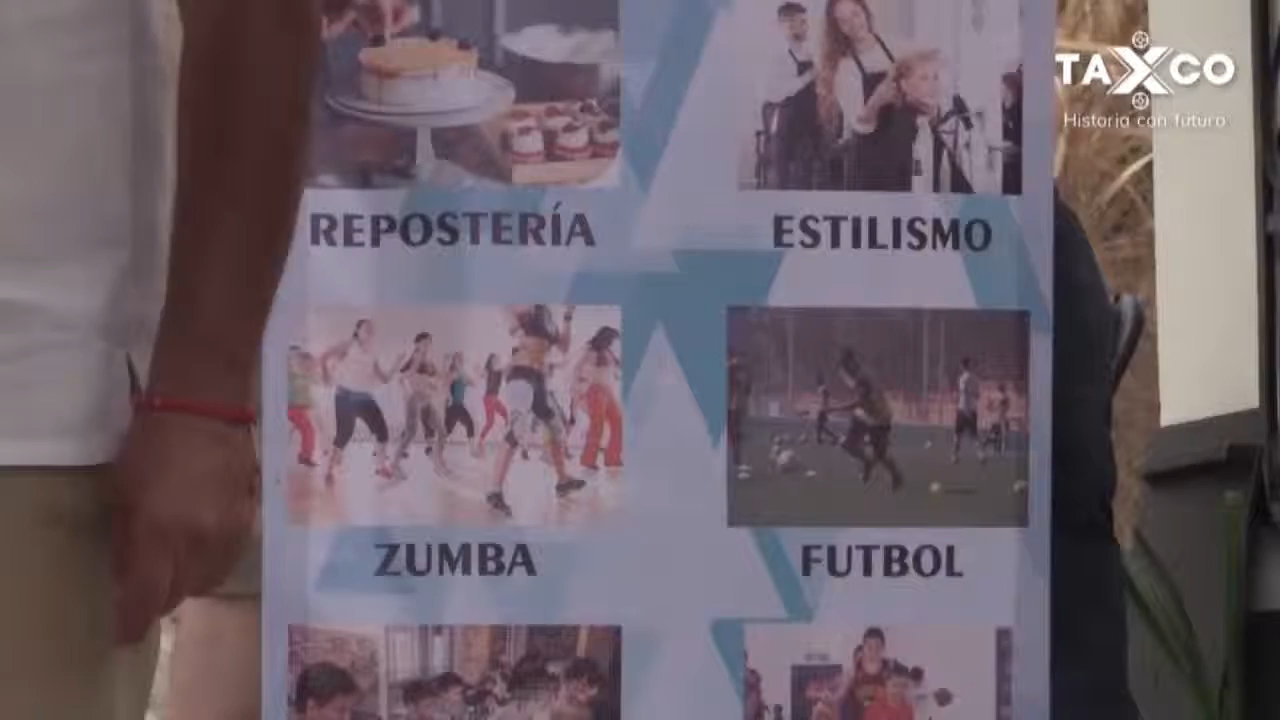 TAXCO
Historia con futuro
REPOSTERÍA
ESTILISMO
ZUMBA
FUTBOL